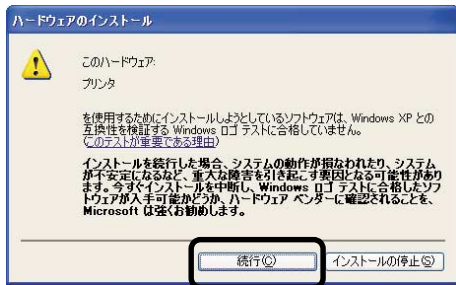 ハードウェアのインストール
このハードウェア:
プリンタ
を使用するためにインストールしようとしているソフトウェアは、Windows XP との
互換性を検証する Windows ロゴ テストに合格していません。
(このテストが重要である理由)
インストールを続行した場合、システムの動作が損なわれたり、システム
が不安定になるなど、重大な障害を引き起こす要因となる可能性があり
ます。今すぐインストールを中断し、Windows ロゴ テストに合格したソフ
トウェアが入手可能かどうか、ハードウェア ベンダーに確認されることを、
Microsoft は強くお勧めします。
続行(C)
インストールの停止(S)